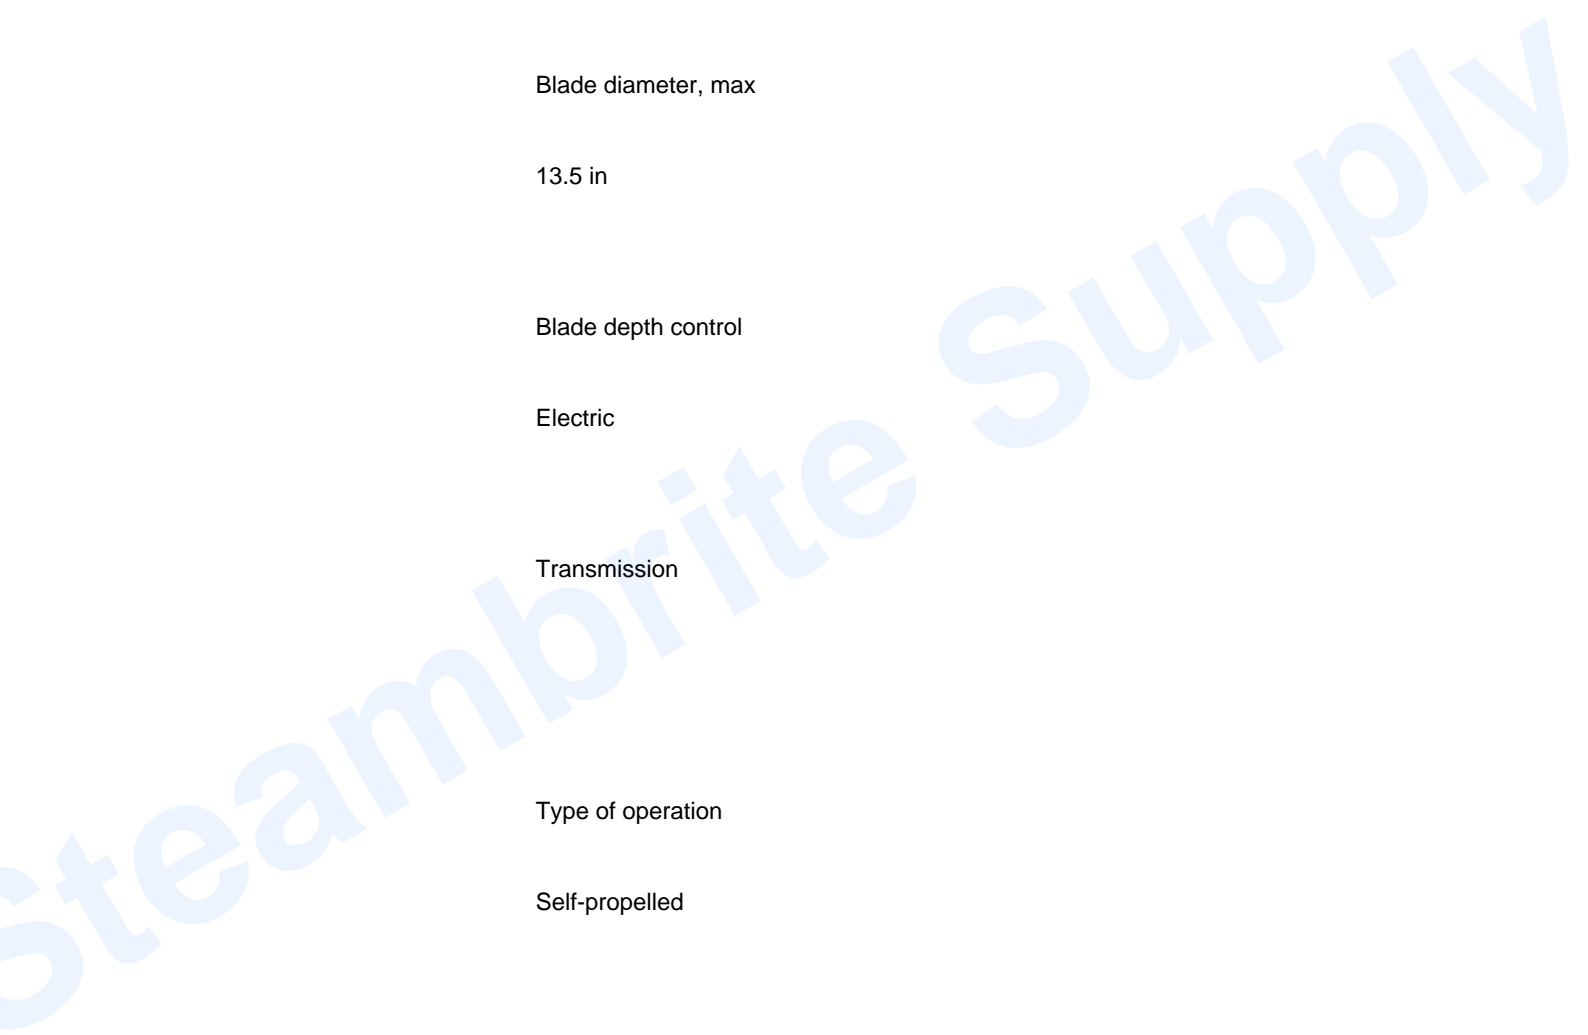 Blade diameter, max
13.5 in
Blade depth control
Electric
Transmission
Type of operation
Self-propelled
Steambrite Supply